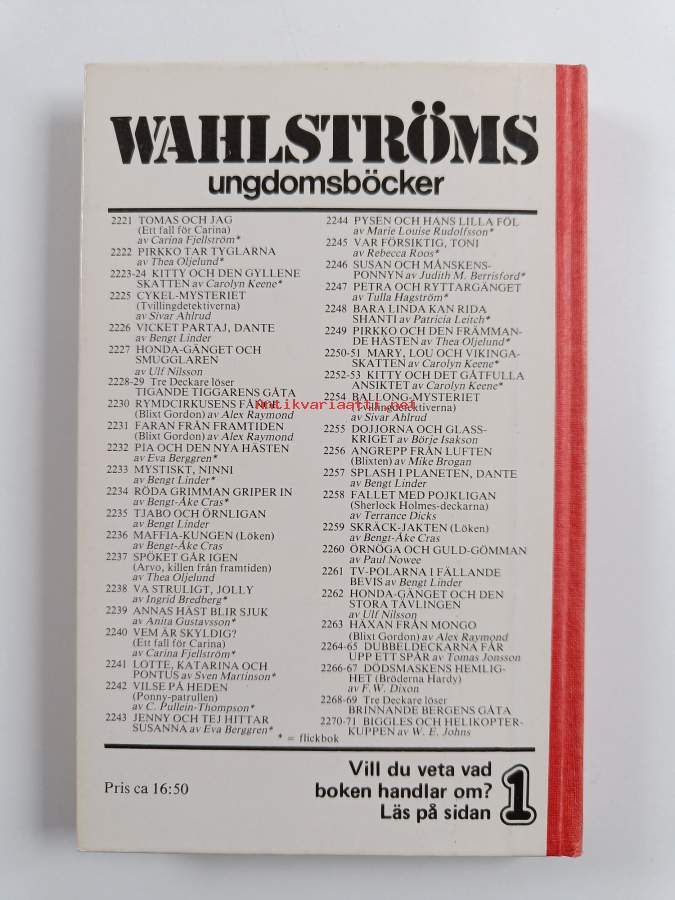 WAHLSTRÖMS
ungdomsböcker
2221 TOMAS OCH JAG
(Ett fall för Carina)
av Carina Fjellström*
2222 PIRKKO TAR TYGLARNA
av Thea Oljelund*
2223-24 KITTY OCH DEN GYLLENE
SKATTEN av Carolyn Keene*
2225 CYKEL-MYSTERIET
(Tvillingdetektiverna)
av Sivar Ahlrud
2226 VICKET PARTAJ, DANTE
av Bengt Linder
2227 HONDA-GÄNGET OCH
SMUGGLAREN
av Ulf Nilsson
2228-29 Tre Deckare löser
TIGANDE TIGGARENS GÅTA
2230 RYMDCIRKUSENS
(Blixt Gordon) av Alex Raymond
2231 FARAN FRÅN FRAMTIDEN
(Blixt Gordon) av Alex Raymond
2232 PIA OCH DEN NYA HÄSTEN
av Eva Berggren*
2233 MYSTISKT, NINNI
av Bengt Linder*
2234 RÖDA GRIMMAN GRIPER IN
av Bengt-Åke Cras*
2235 TJABO OCH ÖRNLIGAN
av Bengt Linder
2236 MAFFIA-KUNGEN (Löken)
av Bengt-Åke Cras
2237 SPÖKET GÅR IGEN
(Arvo, killen från framtiden)
av Thea Oljelund
2238 VA STRULIGT, JOLLY
av Ingrid Bredberg*
2239 ANNAS HÄST BLIR SJUK
av Anita Gustavsson*
2240 VEM ÄR SKYLDIG?
(Ett fall för Carina)
av Carina Fjellström*
2241 LOTTE, KATARINA OCH
PONTUS av Sven Martinson*
2242 VILSE PÅ HEDEN
(Ponny-patrullen)
av C. Pullein-Thompson*
2243 JENNY OCH TEJ HITTAR
SUSANNA av Eva Berggren*
2244 PYSEN OCH HANS LILLA FÖL
av Marie Louise Rudolfsson*
2245 VAR FÖRSIKTIG, TONI
av Rebecca Roos*
2246 SUSAN OCH MÅNSKENS-
PONNYN av Judith M. Berrisford*
2247 PETRA OCH RYTTARGÄNGET
av Tulla Hagström*
2248 BARA LINDA KAN RIDA
SHANTI av Patricia Leitch*
2249 PIRKKO OCH DEN FRÄMMAN-
DE HÄSTEN av Thea Oljelund*
2250-51 MARY, LOU OCH VIKINGA-
SKATTEN av Carolyn Keene*
2252-53 KITTY OCH DET GÅTFULLA
ANSIKTET av Carolyn Keene*
2254 BALLONG-MYSTERIET
(Tvillingdetektiverna)
av Sivar Ahlrud
2255 DOJJORNA OCH GLASS-
KRIGET av Börje Isakson
2256 ANGREPP FRÅN LUFTEN
(Blixten) av Mike Brogan
2257 SPLASH I PLANETEN, DANTE
av Bengt Linder
2258 FALLET MED POJKLIGAN
(Sherlock Holmes-deckarna)
av Terrance Dicks
2259 SKRÄCK-JAKTEN (Löken)
av Bengt-Åke Cras
2260 ÖRNÖGA OCH GULD-GÖMMAN
av Paul Nowee
2261 TV-POLARNA I FÄLLANDE
BEVIS av Bengt Linder
2262 HONDA-GÄNGET OCH DEN
STORA TÄVLINGEN
av Ulf Nilsson
2263 HÄXAN FRÅN MONGO
(Blixt Gordon) av Alex Raymond
2264-65 DUBBELDECKARNA FÅR
UPP ETT SPÅR av Tomas Jonsson
2266-67 DÖDSMASKENS HEMLIG-
HET (Bröderna Hardy)
av F.W. Dixon
2268-69 Tre Deckare löser
BRINNANDE BERGENS GÅTA
2270-71 BIGGLES OCH HELIKOPTER-
KUPPEN av W. E. Johns
* = flickbok
Pris ca 16:50
Vill du veta vad
boken handlar om?
Läs på sidan 1